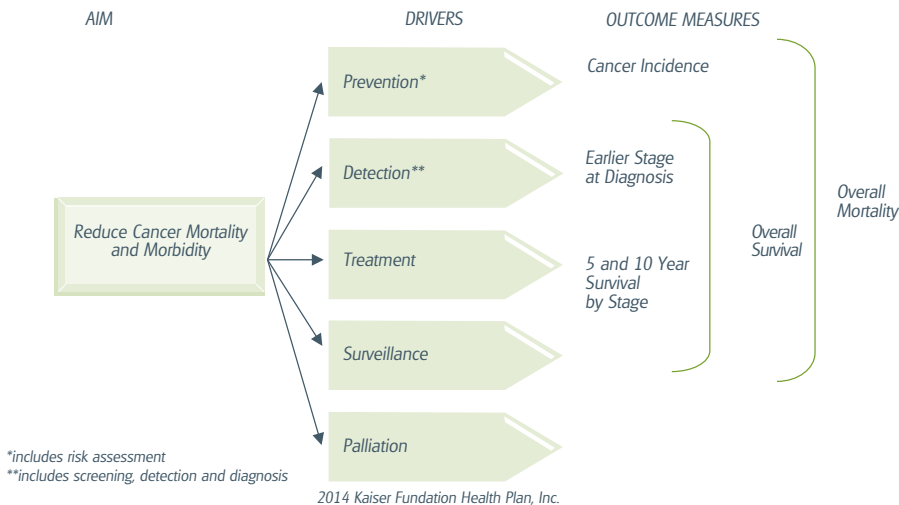 AIM
DRIVERS
OUTCOME MEASURES
Prevention*
Cancer Incidence
Detection**
Earlier Stage
at Diagnosis
Reduce Cancer Mortality
and Morbidity
Treatment
5 and 10 Year
Survival
by Stage
Overall
Survival
Overall
Mortality
Surveillance
Palliation
*includes risk assessment
**includes screening, detection and diagnosis
2014 Kaiser Fundation Health Plan, Inc.